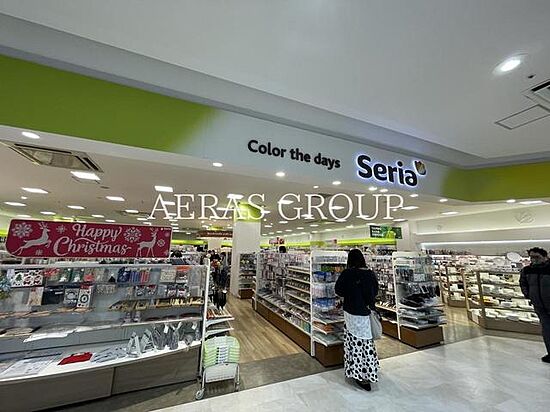 Color the days Seria
AERAS GROUP
Happy
Christmas